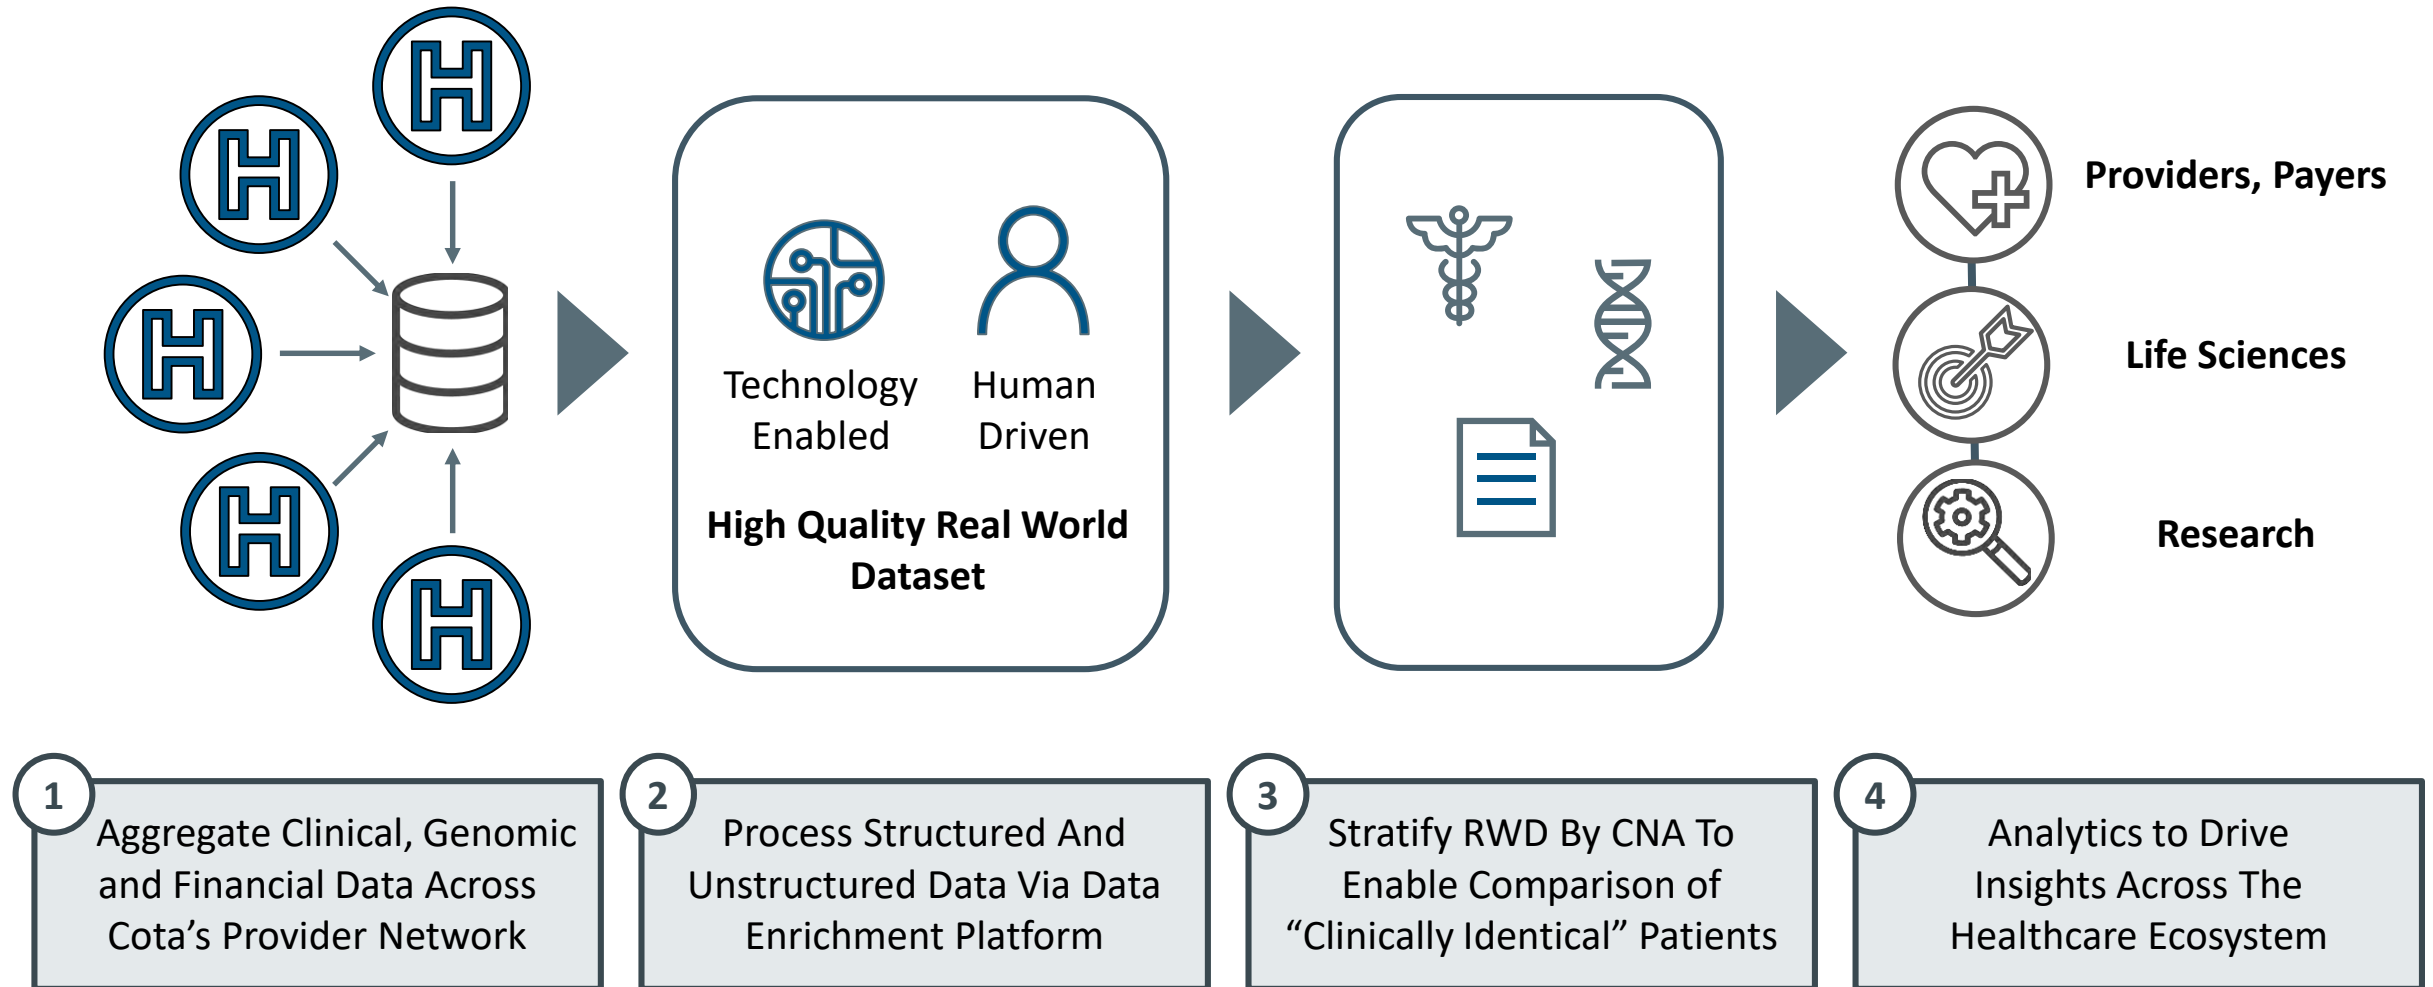 H
H
H
H
H
Technology
Enabled
Human
Driven
High Quality Real World
Dataset
Providers, Payers
Life Sciences
Research
1
Aggregate Clinical, Genomic
and Financial Data Across
Cota’s Provider Network
2
Process Structured And
Unstructured Data Via Data
Enrichment Platform
3
Stratify RWD By CNA To
Enable Comparison of
“Clinically Identical” Patients
4
Analytics to Drive
Insights Across The
Healthcare Ecosystem